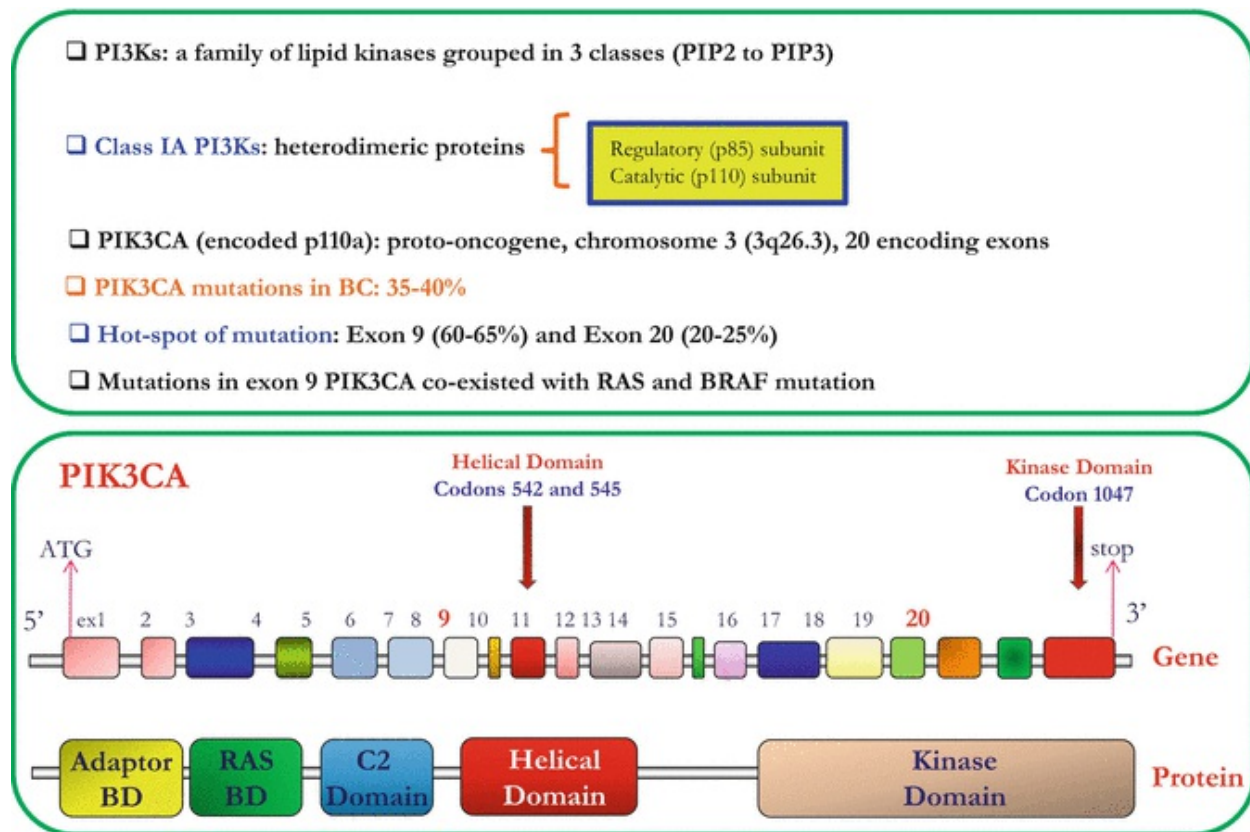 ❑ PI3Ks: a family of lipid kinases grouped in 3 classes (PIP2 to PIP3)
❑ Class IA PI3Ks: heterodimeric proteins
Regulatory (p85) subunit
Catalytic (p110) subunit
❑ PIK3CA (encoded p110a): proto-oncogene, chromosome 3 (3q26.3), 20 encoding exons
❑ PIK3CA mutations in BC: 35-40%
❑ Hot-spot of mutation: Exon 9 (60-65%) and Exon 20 (20-25%)
❑ Mutations in exon 9 PIK3CA co-existed with RAS and BRAF mutation
PIK3CA
Helical Domain
Codons 542 and 545
Kinase Domain
Codon 1047
ATG
stop
5’ ex1 2 3 4 5 6 7 8 9 10 11 12 13 14 15 16 17 18 19 20 3’
Gene
Adaptor BD
RAS BD
C2 Domain
Helical Domain
Kinase Domain
Protein